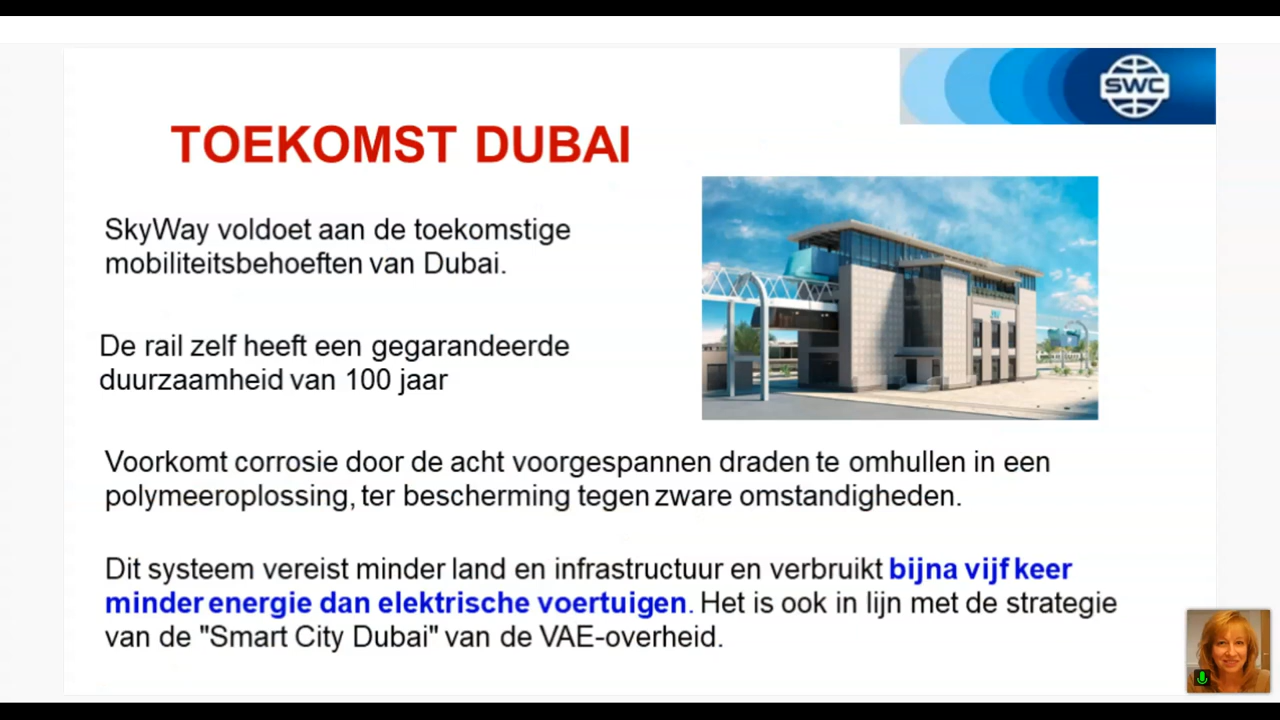 SWC
TOEKOMST DUBAI
SkyWay voldoet aan de toekomstige
mobiliteitsbehoeften van Dubai.
De rail zelf heeft een gegarandeerde
duurzaamheid van 100 jaar
Voorkomt corrosie door de acht voorgespannen draden te omhullen in een
polymeeroplossing, ter bescherming tegen zware omstandigheden.
Dit systeem vereist minder land en infrastructuur en verbruikt bijna vijf keer
minder energie dan elektrische voertuigen. Het is ook in lijn met de strategie
van de "Smart City Dubai" van de VAE-overheid.